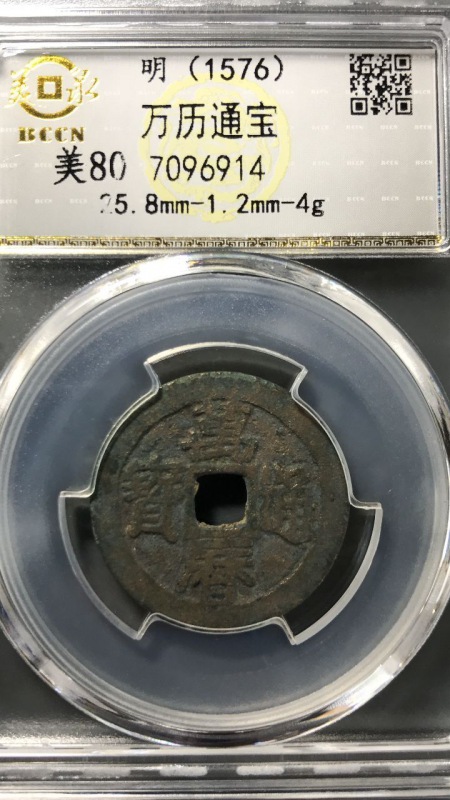 明（1576）
万历通宝
BCCN
美80 7096914
25.8mm-1.2mm-4g
萬
寶 通
曆